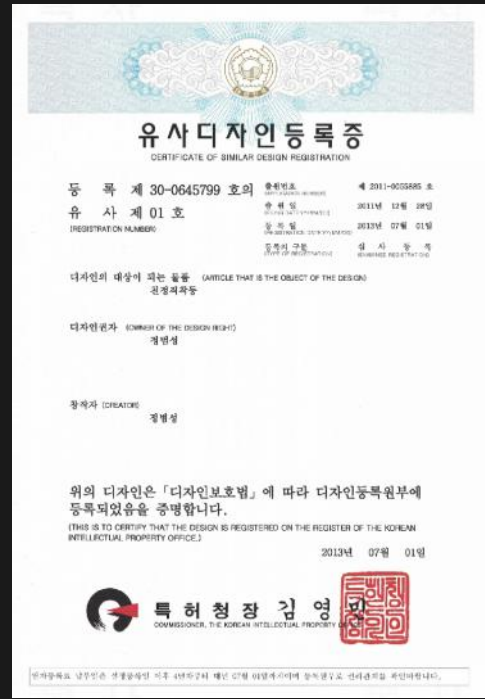 유사디자인등록증
CERTIFICATE OF SIMILAR DESIGN REGISTRATION
등 록 제 30-0645799 호의
유 사 제 01 호
(REGISTRATION NUMBER)
출원번호 제 2011-0055885 호
출 원 일 2011년 12월 28일
등 록 일 2013년 07월 01일
등록의 구분 심 사 등 록
디자인의 대상이 되는 물품 (ARTICLE THAT IS THE OBJECT OF THE DESIGN)
천정직착등
디자인권자 (OWNER OF THE DESIGN RIGHT)
정범성
창작자 (CREATOR)
정범성
위의 디자인은 「디자인보호법」에 따라 디자인등록원부에
등록되었음을 증명합니다.
(THIS IS TO CERTIFY THAT THE DESIGN IS REGISTERED ON THE REGISTER OF THE KOREAN
INTELLECTUAL PROPERTY OFFICE.)
2013년 07월 01일
특허청장 김영민
COMMISSIONER, THE KOREAN INTELLECTUAL PROPERTY